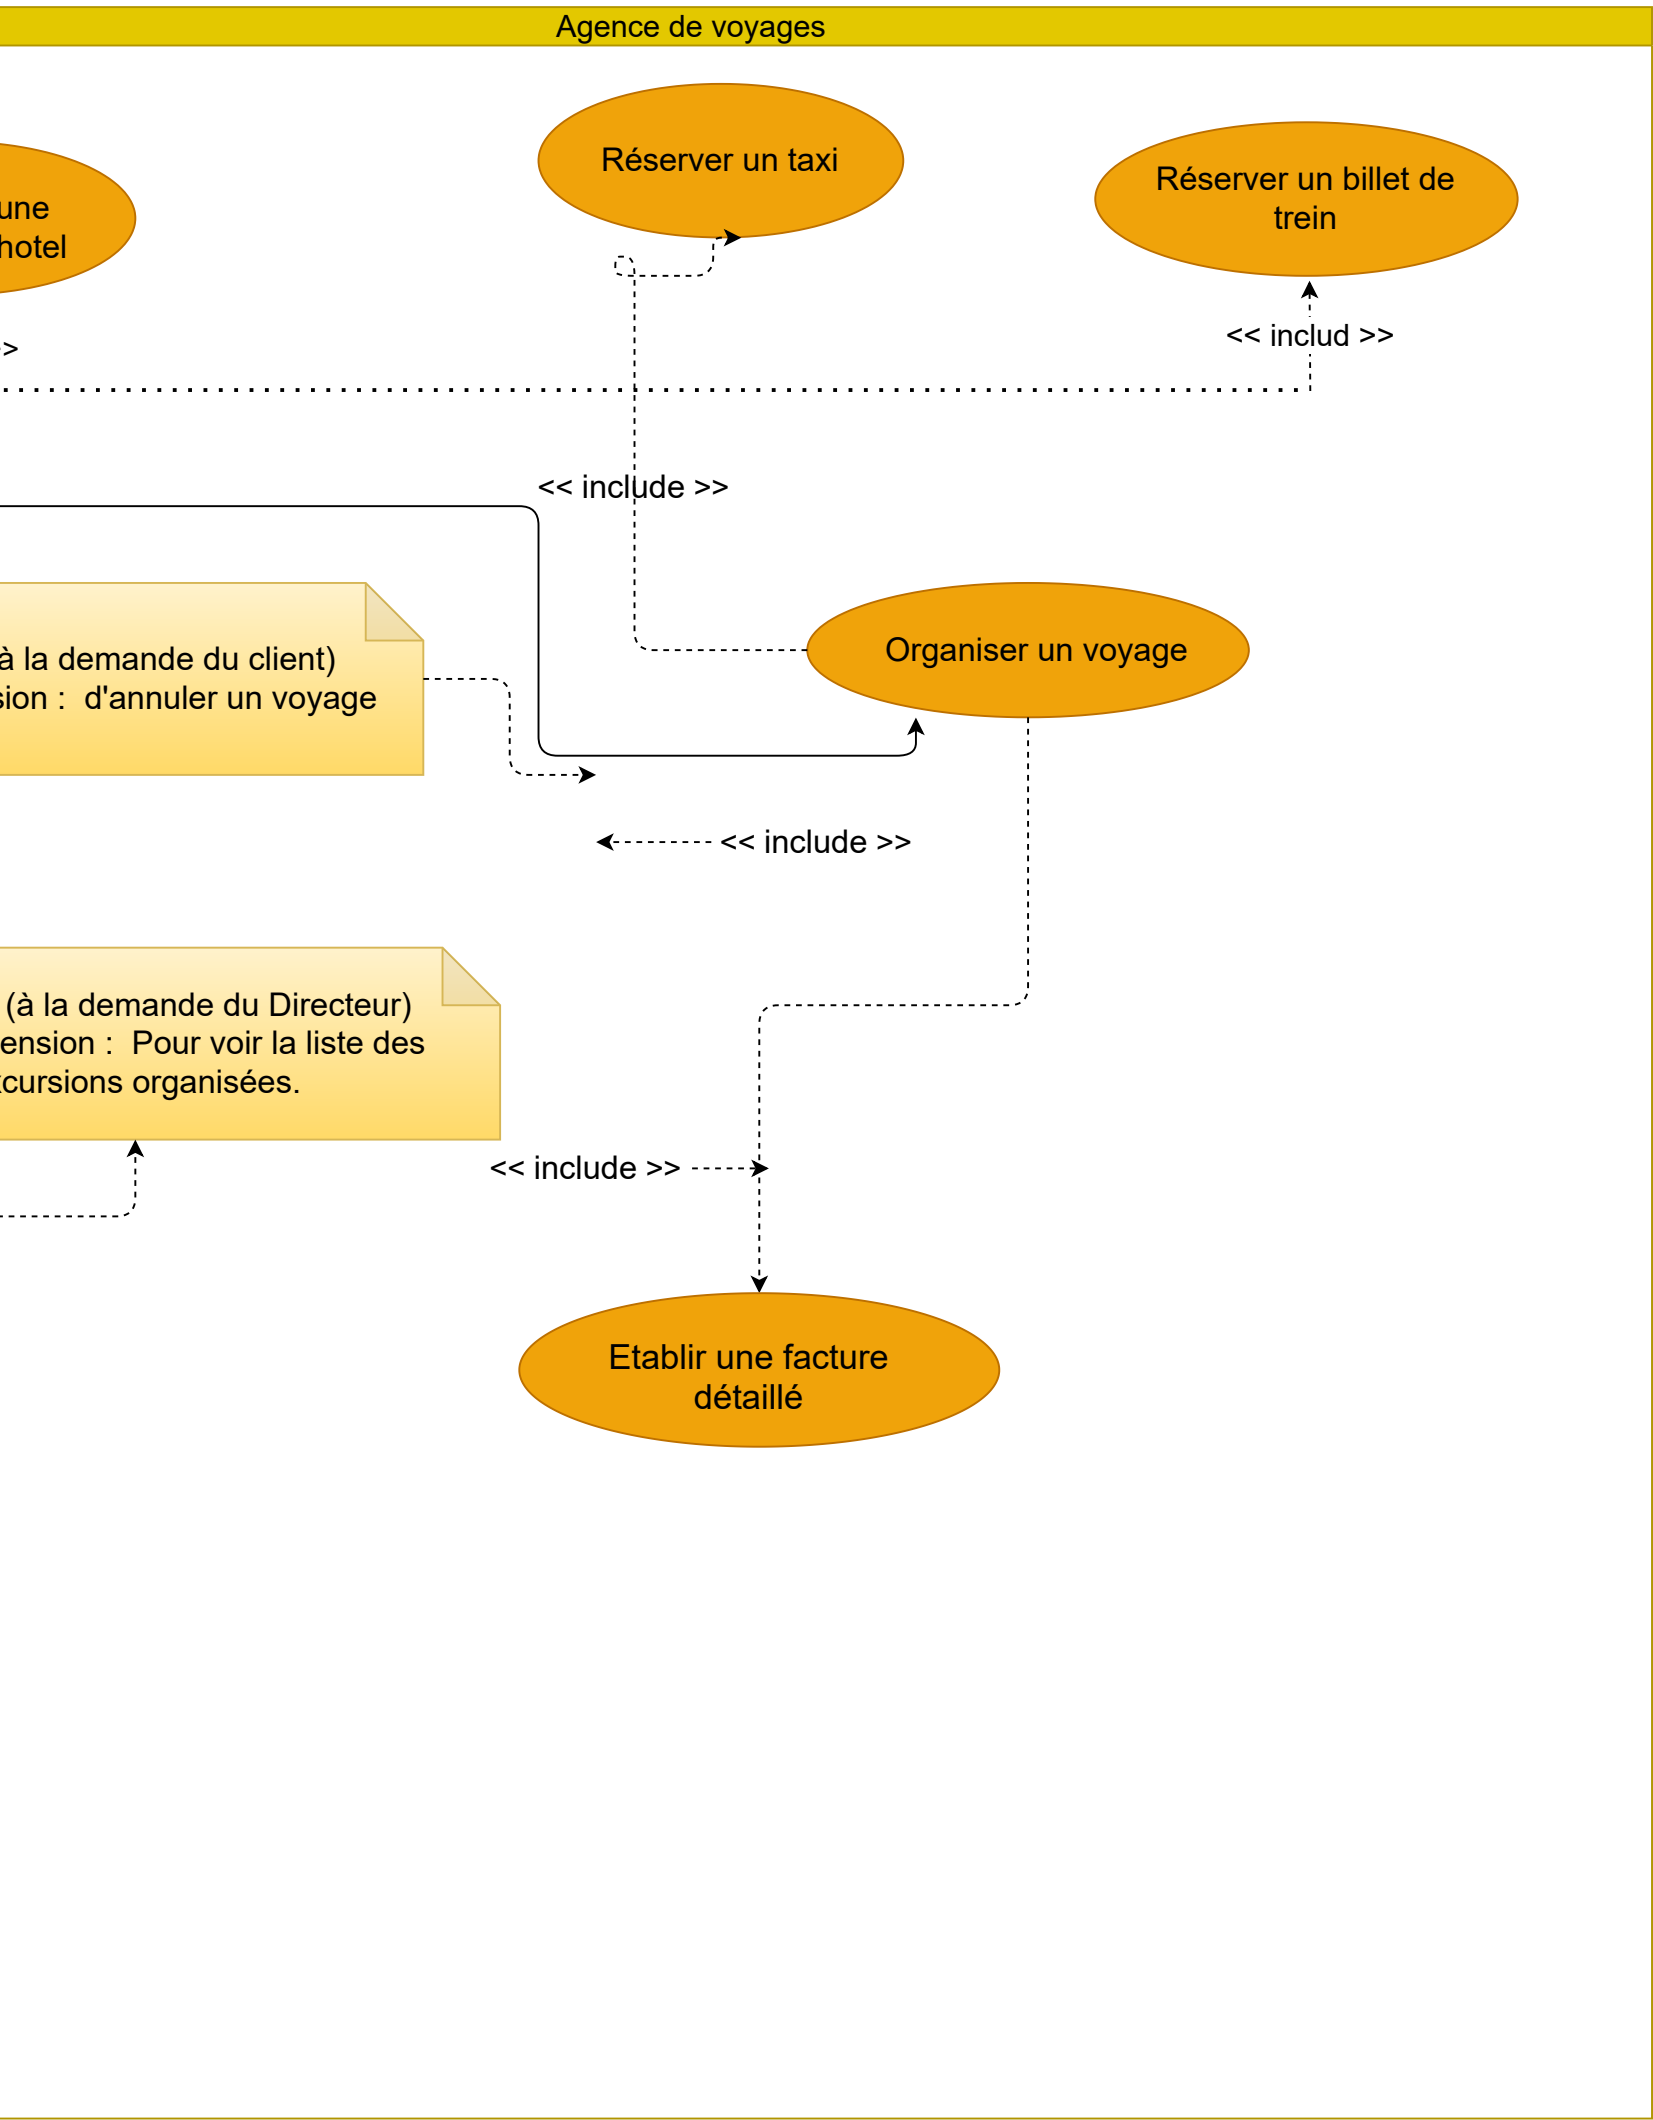 Agence de voyages
Réserver un taxi
Réserver un billet de
trein
une
hotel
<< includ >>
>
<< include >>
Organiser un voyage
à la demande du client)
sion :  d'annuler un voyage
<< include >>
(à la demande du Directeur)
ension :  Pour voir la liste des
cursions organisées.
<< include >>
Etablir une facture
détaillé